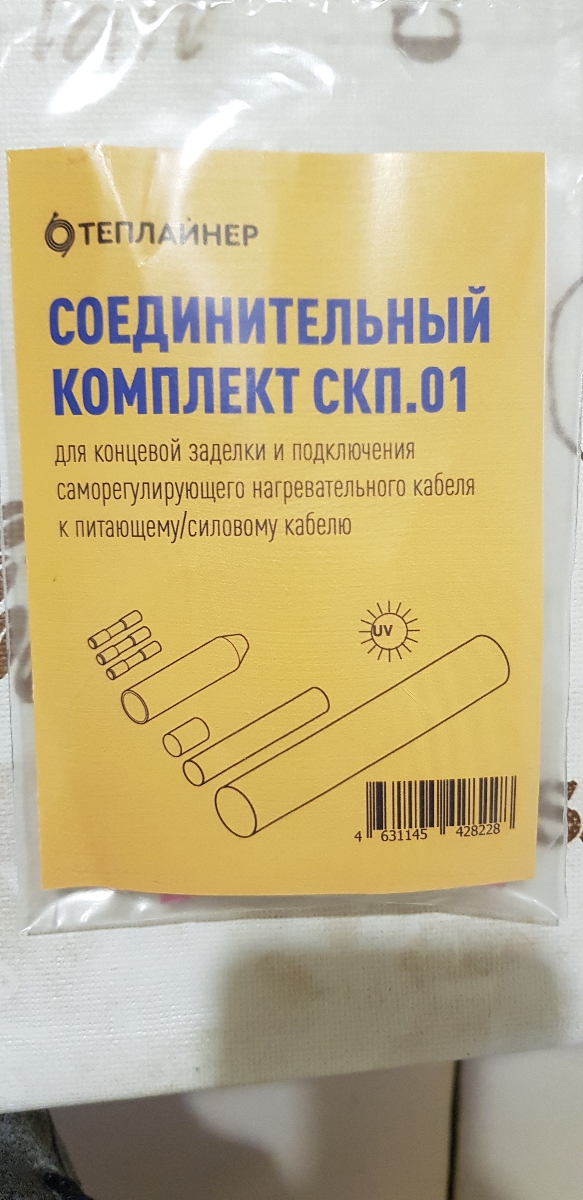 ТЕПЛАЙНЕР
СОЕДИНИТЕЛЬНЫЙ
КОМПЛЕКТ СКП.01
для концевой заделки и подключения
саморегулирующего нагревательного кабеля
к питающему/силовому кабелю
UV
4 631145 428228